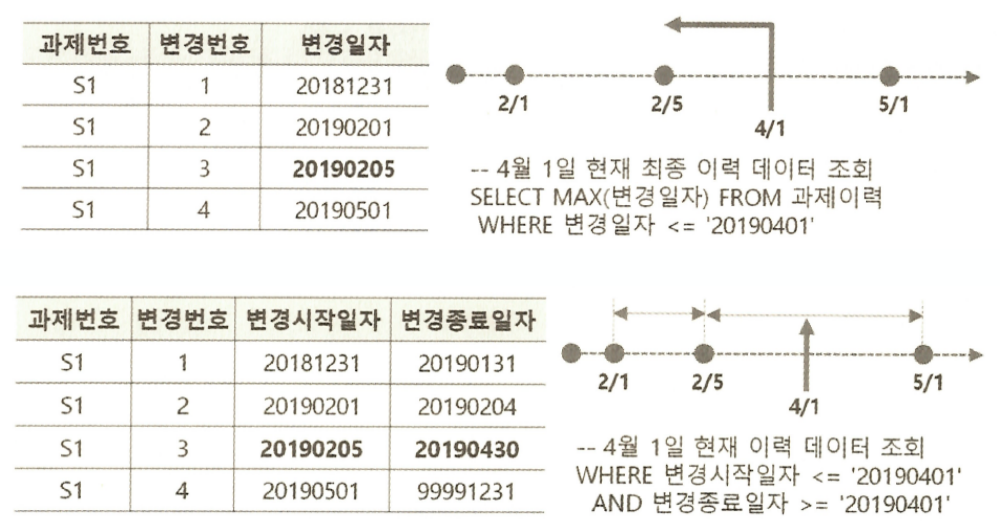 과제번호 변경번호 변경일자
S1 1 20181231
S1 2 20190201
S1 3 20190205
S1 4 20190501
2/1 2/5 4/1 5/1
-- 4월 1일 현재 최종 이력 데이터 조회
SELECT MAX(변경일자) FROM 과제이력
WHERE 변경일자 <= '20190401'
과제번호 변경번호 변경시작일자 변경종료일자
S1 1 20181231 20190131
S1 2 20190201 20190204
S1 3 20190205 20190430
S1 4 20190501 99991231
2/1 2/5 4/1 5/1
-- 4월 1일 현재 이력 데이터 조회
WHERE 변경시작일자 <= '20190401'
AND 변경종료일자 >= '20190401'